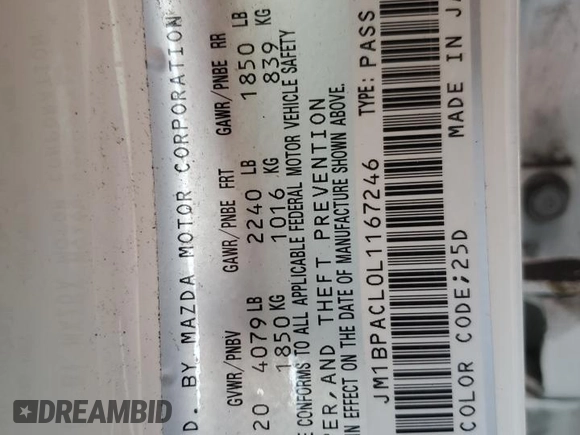 D. BY MAZDA MOTOR CORPORATION
GVWR/PNBV GAWR/PNBE FRT GAWR/PNBE RR
20 4079 LB 2240 LB 1850 LB
1850 KG 1016 KG 839 KG
E CONFORMS TO ALL APPLICABLE FEDERAL MOTOR VEHICLE SAFETY
PER, AND THEFT PREVENTION
IN EFFECT ON THE DATE OF MANUFACTURE SHOWN ABOVE.
JM1BPACL0L1167246 TYPE: PASS
COLOR CODE;25D MADE IN JA
DREAMBID